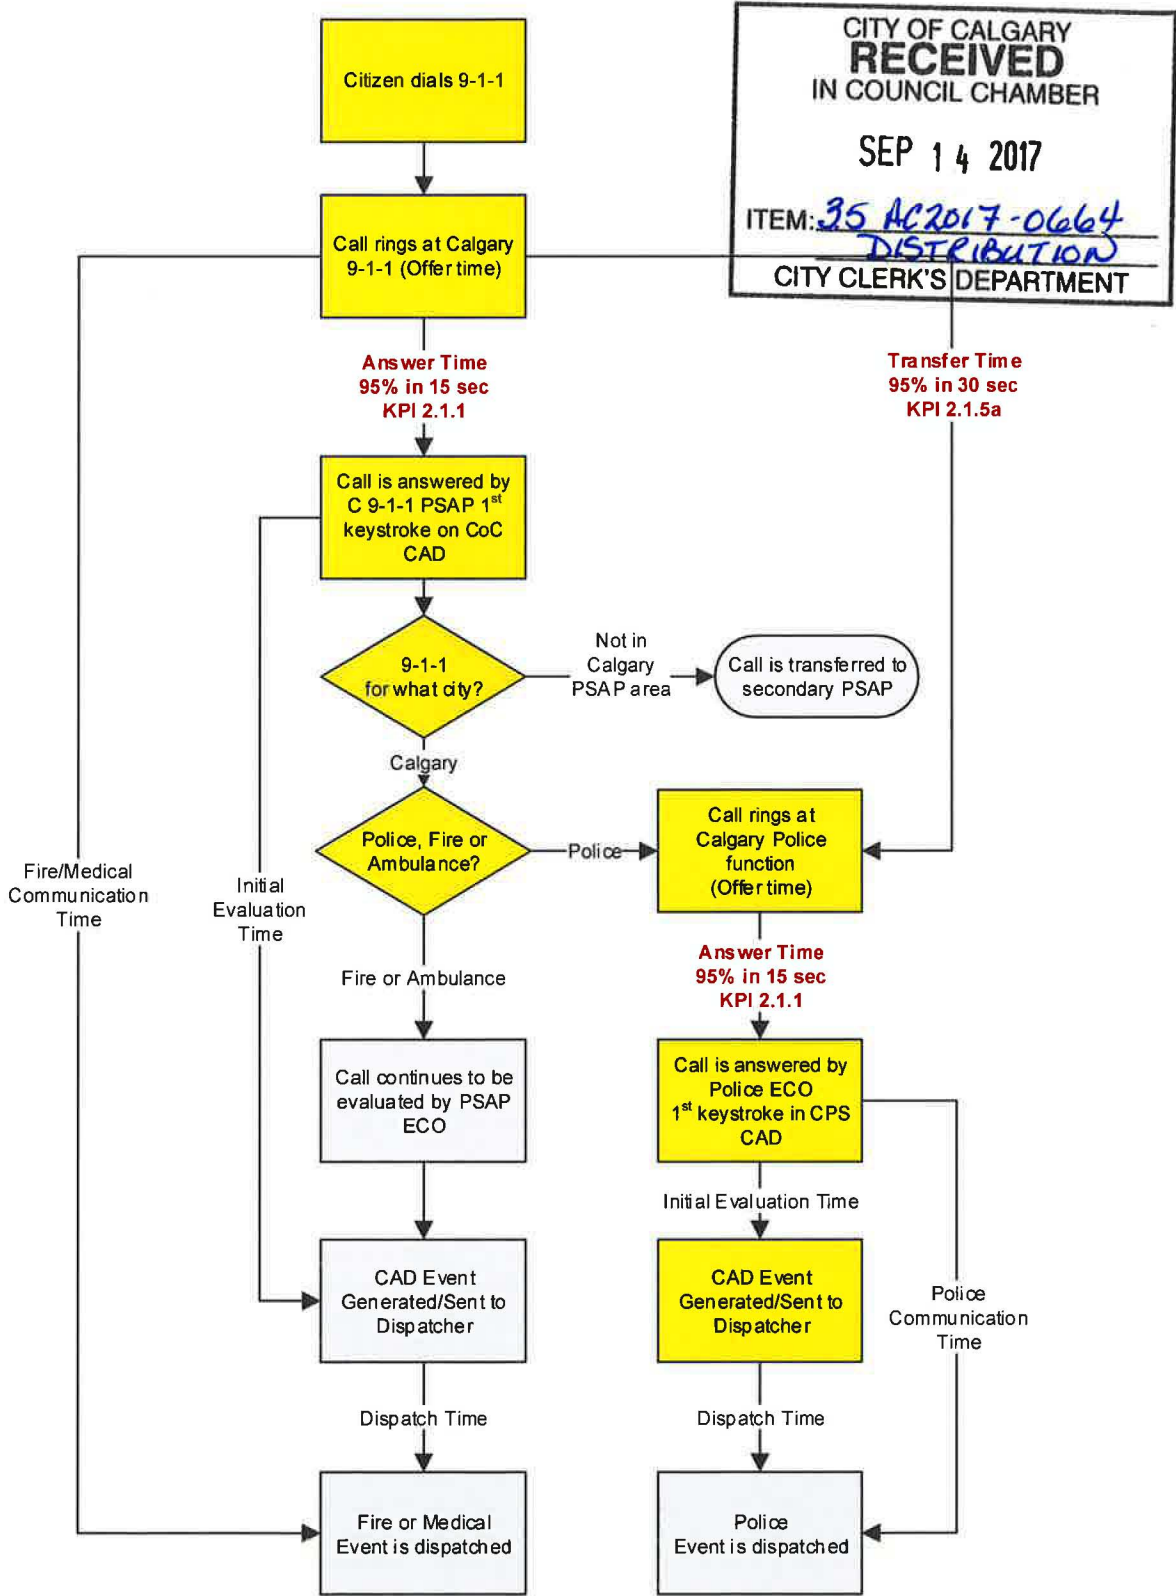 CITY OF CALGARY
RECEIVED
IN COUNCIL CHAMBER
SEP 14 2017
ITEM: 3.5 AC2017-0664
DISTRIBUTION
CITY CLERK'S DEPARTMENT
Citizen dials 9-1-1
Call rings at Calgary
9-1-1 (Offer time)
Answer Time
95% in 15 sec
KPI 2.1.1
Transfer Time
95% in 30 sec
KPI 2.1.5a
Call is answered by
C 9-1-1 PSAP 1st
keystroke on CoC
CAD
9-1-1
for what city?
Not in
Calgary
PSAP area
Call is transferred to
secondary PSAP
Calgary
Police, Fire or
Ambulance?
Police
Call rings at
Calgary Police
function
(Offer time)
Fire/Medical
Communication
Time
Initial
Evaluation
Time
Fire or Ambulance
Answer Time
95% in 15 sec
KPI 2.1.1
Call continues to be
evaluated by PSAP
ECO
Call is answered by
Police ECO
1st keystroke in CPS
CAD
Initial Evaluation Time
CAD Event
Generated/Sent to
Dispatcher
CAD Event
Generated/Sent to
Dispatcher
Police
Communication
Time
Dispatch Time
Dispatch Time
Fire or Medical
Event is dispatched
Police
Event is dispatched